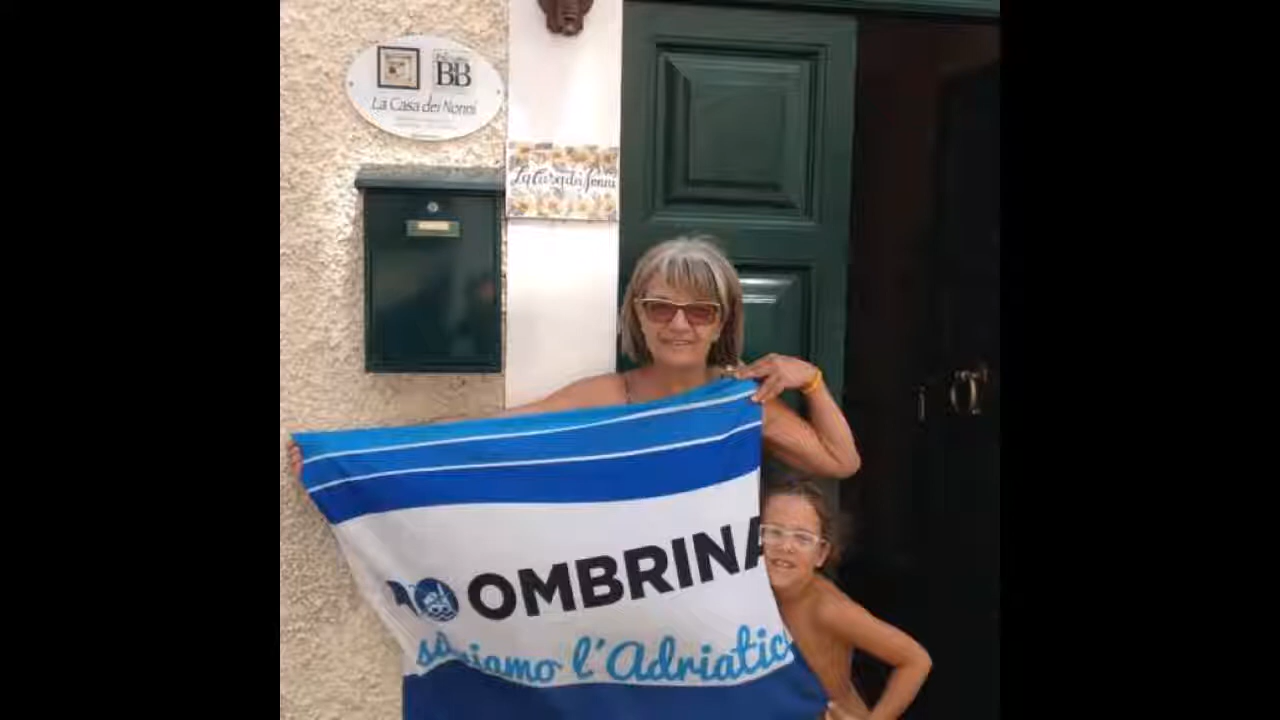 BB
La Casa dei Nonni
La Casa dei Nonni
OMBRINA
l'Adriatic